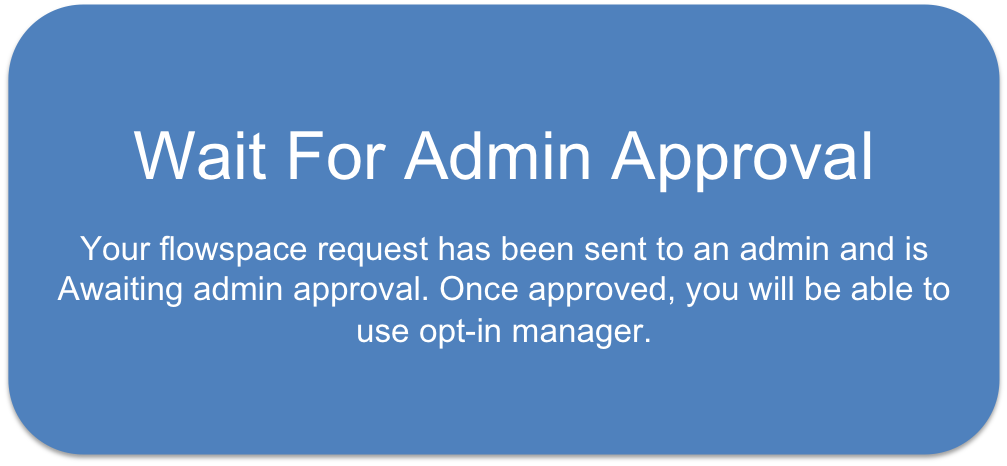 Wait For Admin Approval
Your flowspace request has been sent to an admin and is
Awaiting admin approval. Once approved, you will be able to
use opt-in manager.